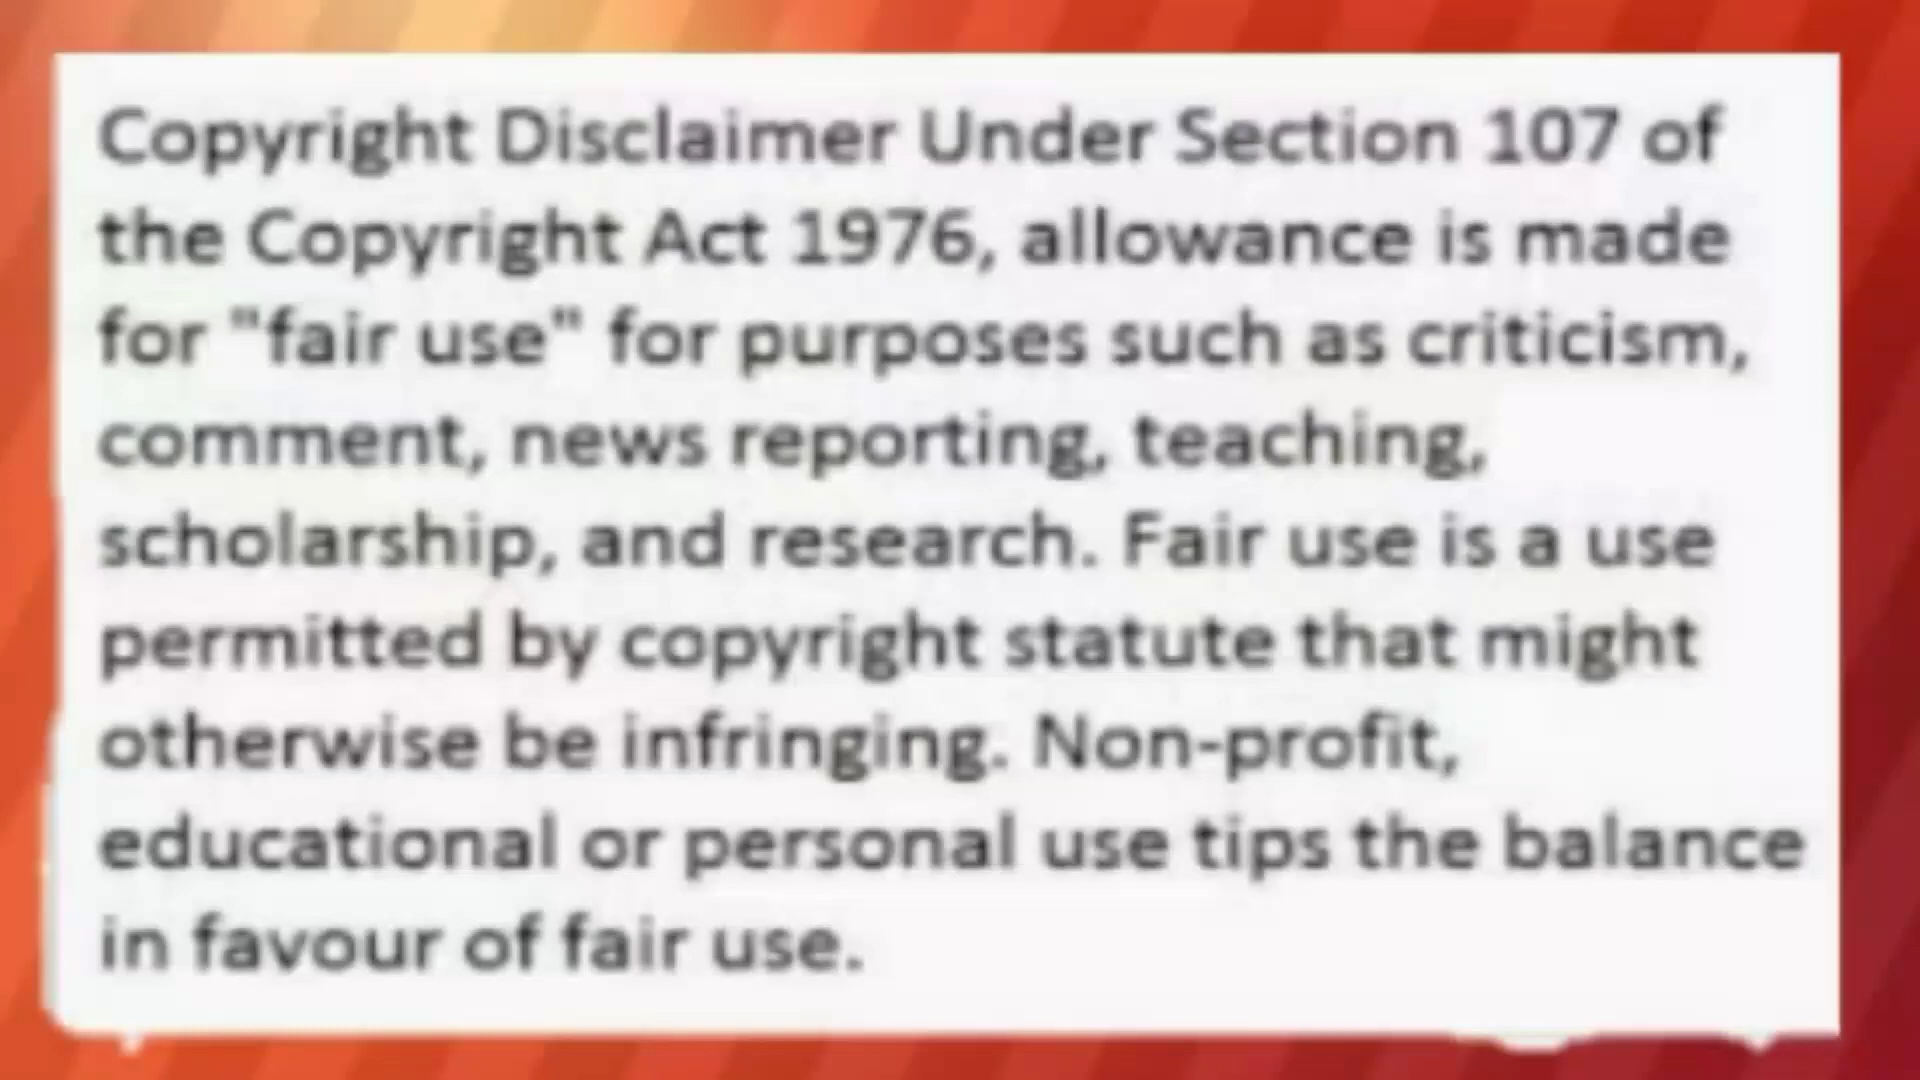 Copyright Disclaimer Under Section 107 of
the Copyright Act 1976, allowance is made
for "fair use" for purposes such as criticism,
comment, news reporting, teaching,
scholarship, and research. Fair use is a use
permitted by copyright statute that might
otherwise be infringing. Non-profit,
educational or personal use tips the balance
in favour of fair use.